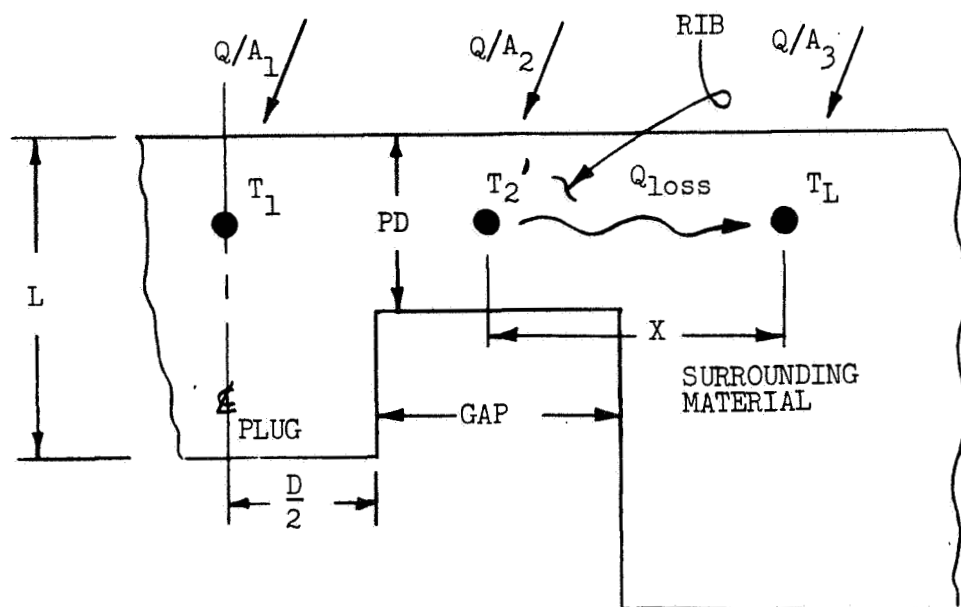 Q/A1
Q/A2
RIB
Q/A3
T1
PD
T2'
Qloss
TL
L
X
SURROUNDING
MATERIAL
℄
PLUG
GAP
D
2